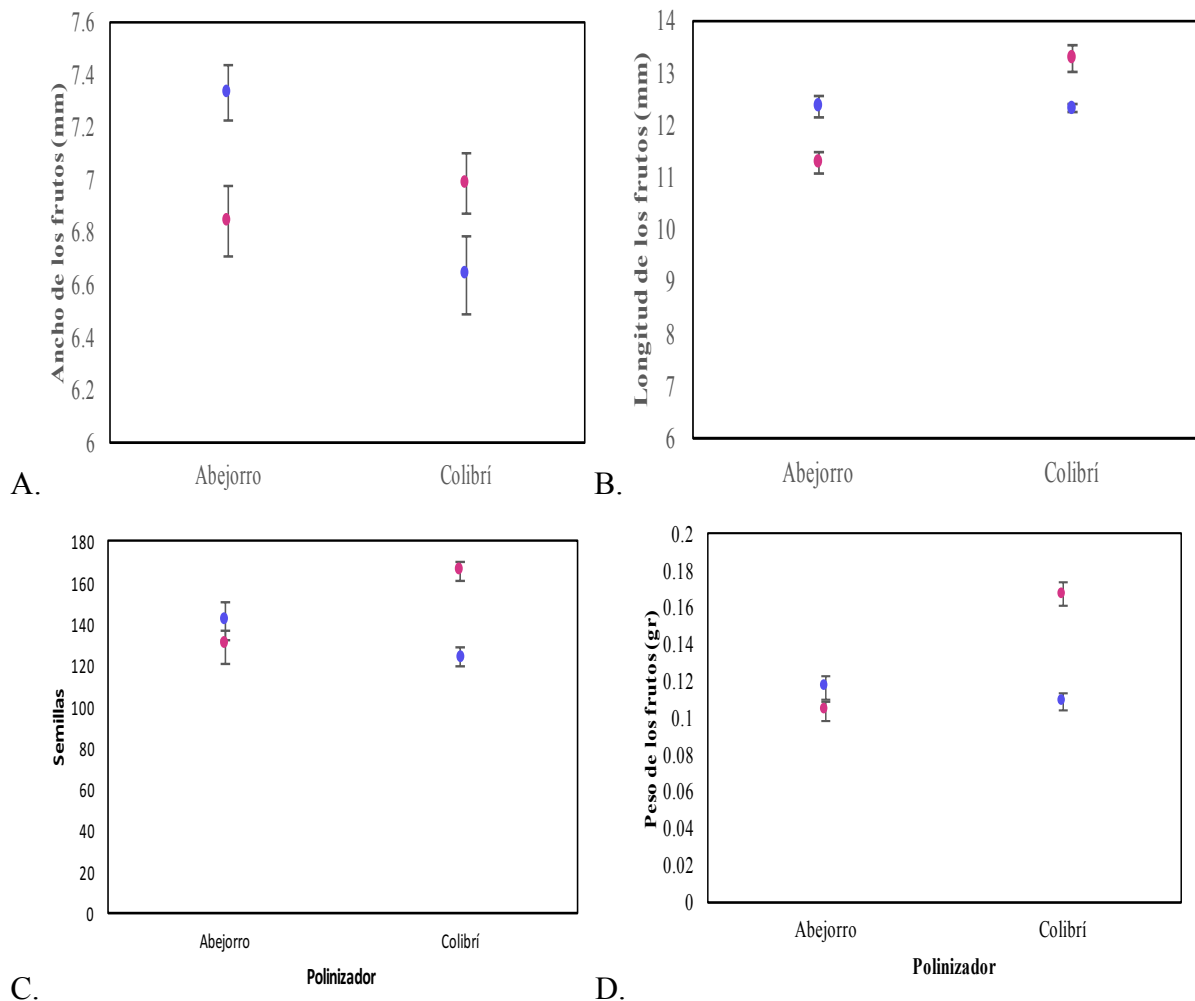 Ancho de los frutos (mm)
7.6
7.4
7.2
7
6.8
6.6
6.4
6.2
6
Abejorro
Colibrí
A.
Longitud de los frutos (mm)
14
13
12
11
10
9
8
7
6
Abejorro
Colibrí
B.
Semillas
180
160
140
120
100
80
60
40
20
0
Abejorro
Colibrí
Polinizador
C.
Peso de los frutos (gr)
0.2
0.18
0.16
0.14
0.12
0.1
0.08
0.06
0.04
0.02
0
Abejorro
Colibrí
Polinizador
D.